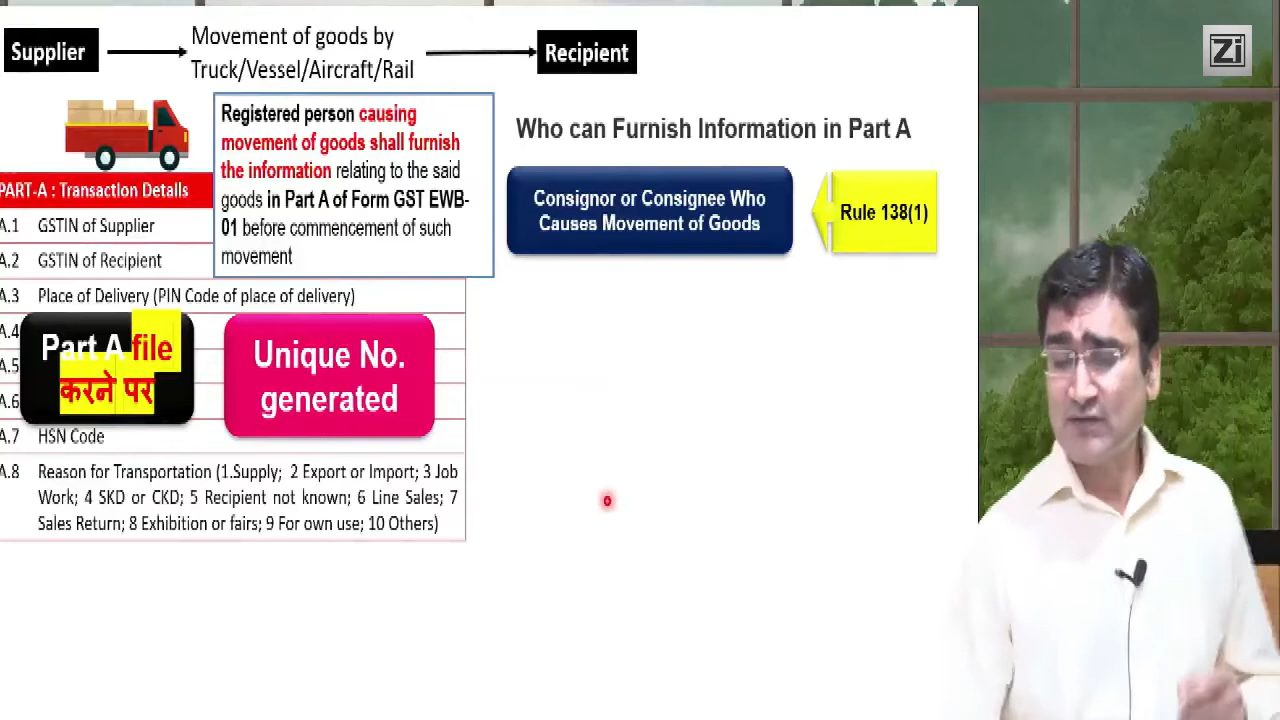 Supplier
Movement of goods by
Truck/Vessel/Aircraft/Rail
Recipient
Zi
Registered person causing
movement of goods shall furnish
the information relating to the said
goods in Part A of Form GST EWB-
01 before commencement of such
movement
Who can Furnish Information in Part A
Consignor or Consignee Who
Causes Movement of Goods
Rule 138(1)
PART-A : Transaction Details
A.1 GSTIN of Supplier
A.2 GSTIN of Recipient
A.3 Place of Delivery (PIN Code of place of delivery)
A.4
A.5
A.6
Part A file
करने पर
Unique No.
generated
A.7 HSN Code
A.8 Reason for Transportation (1.Supply; 2 Export or Import; 3 Job
Work; 4 SKD or CKD; 5 Recipient not known; 6 Line Sales; 7
Sales Return; 8 Exhibition or fairs; 9 For own use; 10 Others)